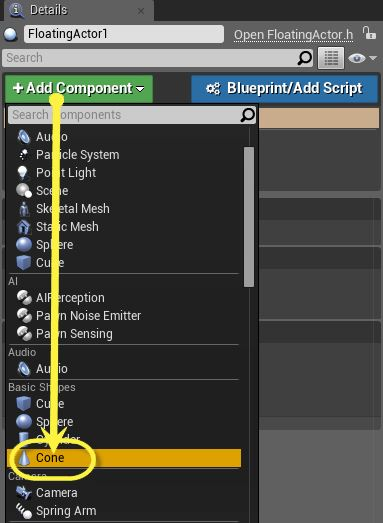 Details
FloatingActor1 Open FloatingActor.h
Search
+Add Component Blueprint/Add Script
Search Components
Audio
Particle System
Point Light
Scene
Skeletal Mesh
Static Mesh
Sphere
Cube
AI
AIPerception
Pawn Noise Emitter
Pawn Sensing
Audio
Audio
Basic Shapes
Cube
Sphere
Cylinder
Cone
Camera
Camera
Spring Arm